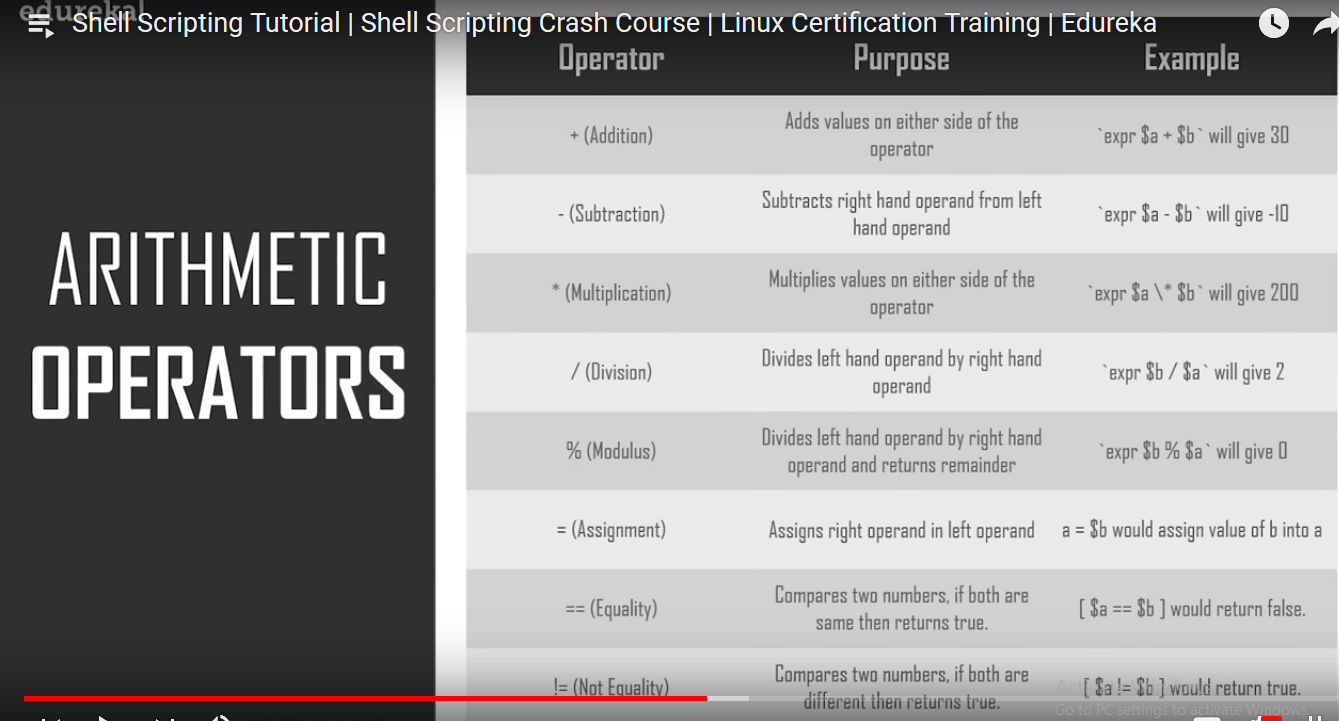 edureka!
Shell Scripting Tutorial | Shell Scripting Crash Course | Linux Certification Training | Edureka
Operator Purpose Example
ARITHMETIC
OPERATORS
+ (Addition)
Adds values on either side of the
operator
`expr $a + $b` will give 30
- (Subtraction)
Subtracts right hand operand from left
hand operand
`expr $a - $b` will give -10
* (Multiplication)
Multiplies values on either side of the
operator
`expr $a \* $b` will give 200
/ (Division)
Divides left hand operand by right hand
operand
`expr $b / $a` will give 2
% (Modulus)
Divides left hand operand by right hand
operand and returns remainder
`expr $b % $a` will give 0
= (Assignment)
Assigns right operand in left operand
a = $b would assign value of b into a
== (Equality)
Compares two numbers, if both are
same then returns true.
[ $a == $b ] would return false.
!= (Not Equality)
Compares two numbers, if both are
different then returns true.
[ $a != $b ] would return true.
Activate Windows
Go to PC settings to activate Windows.